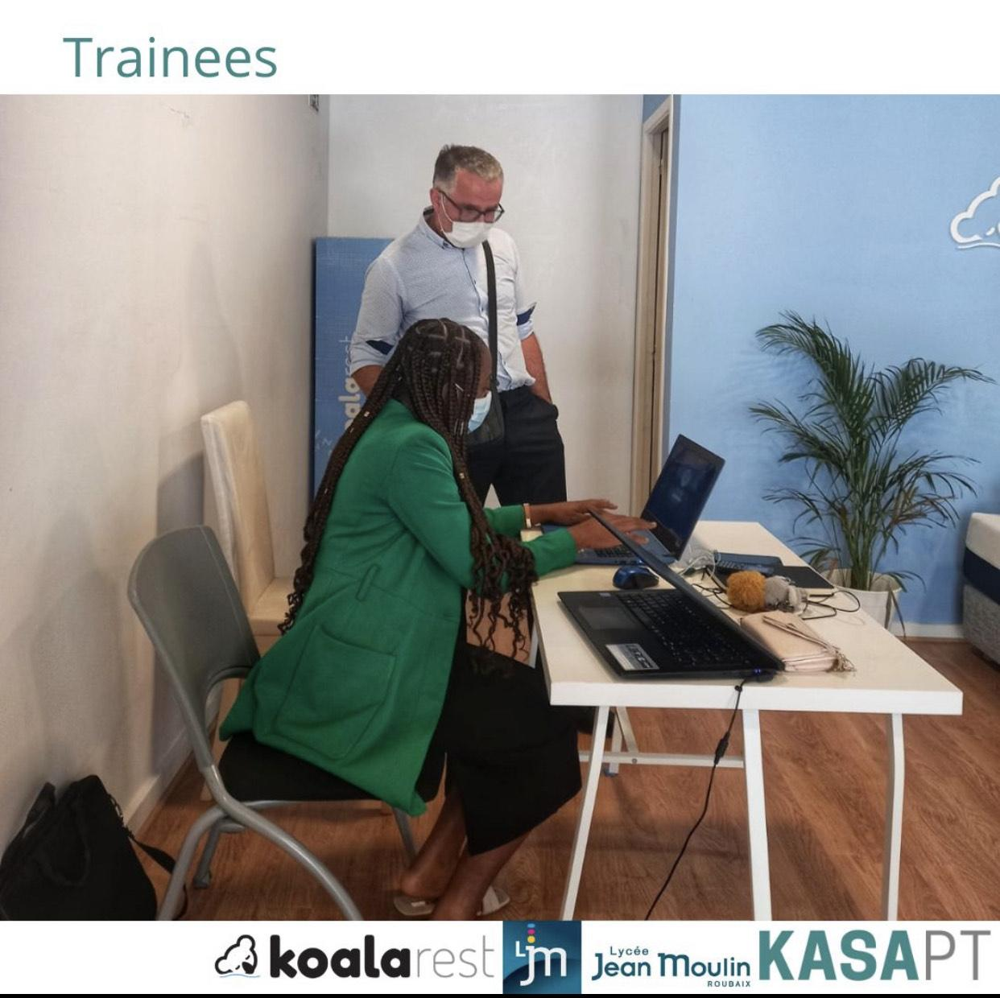 Trainees
koalarest
Ljm
Lycée
Jean Moulin
ROUBAIX
KASAPT